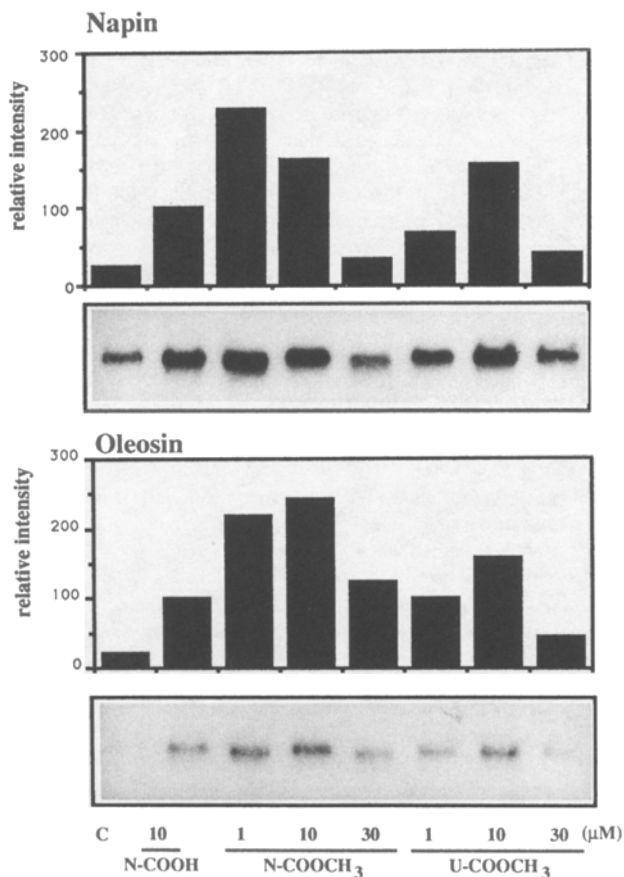 Napin
300
200
100
0
relative intensity
Oleosin
300
200
100
0
relative intensity
C 10 1 10 30 1 10 30 (μM)
N-COOH N-COOCH3 U-COOCH3